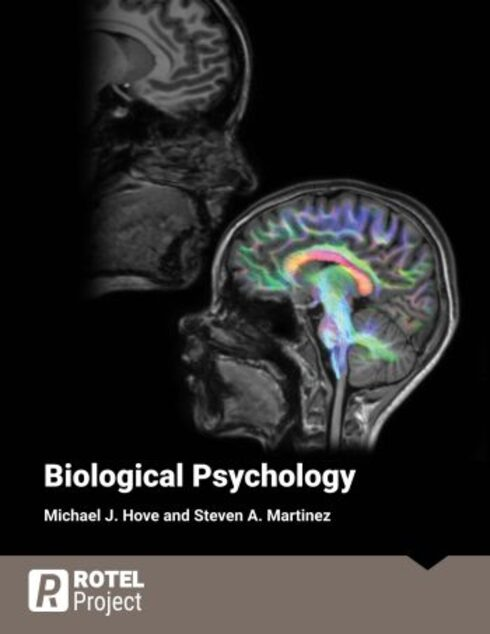 Biological Psychology
Michael J. Hove and Steven A. Martinez
R ROTEL
Project